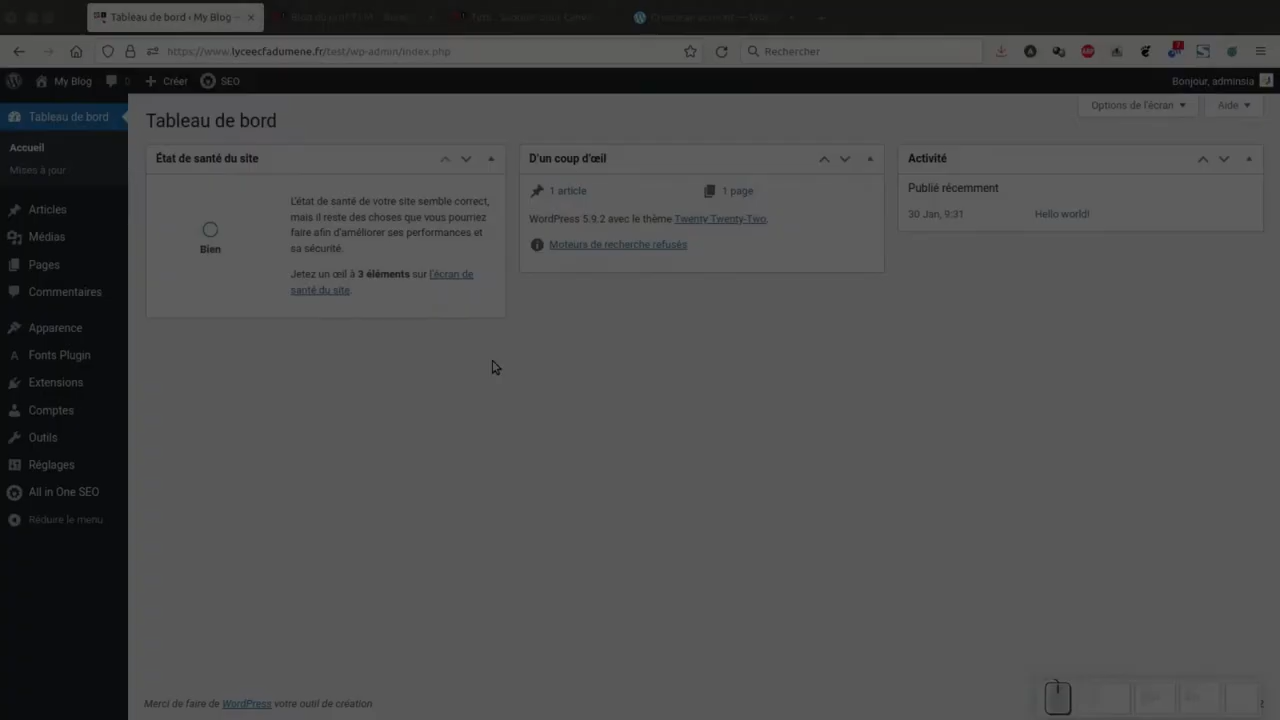 Tableau de bord ‹ My Blog –
https://www.lyceecfadumene.fr/test/wp-admin/index.php
Rechercher
My Blog
0
Créer
SEO
Bonjour, adminsia
Tableau de bord
Accueil
Mises à jour
Articles
Médias
Pages
Commentaires
Apparence
Fonts Plugin
Extensions
Comptes
Outils
Réglages
All in One SEO
Réduire le menu
Options de l'écran
Aide
Tableau de bord
État de santé du site
Bien
L'état de santé de votre site semble correct,
mais il reste des choses que vous pourriez
faire afin d'améliorer ses performances et
sa sécurité.
Jetez un œil à 3 éléments sur l'écran de
santé du site.
D'un coup d'œil
1 article
1 page
WordPress 5.9.2 avec le thème Twenty Twenty-Two.
Moteurs de recherche refusés
Activité
Publié récemment
30 Jan, 9:31
Hello world!
Merci de faire de WordPress votre outil de création